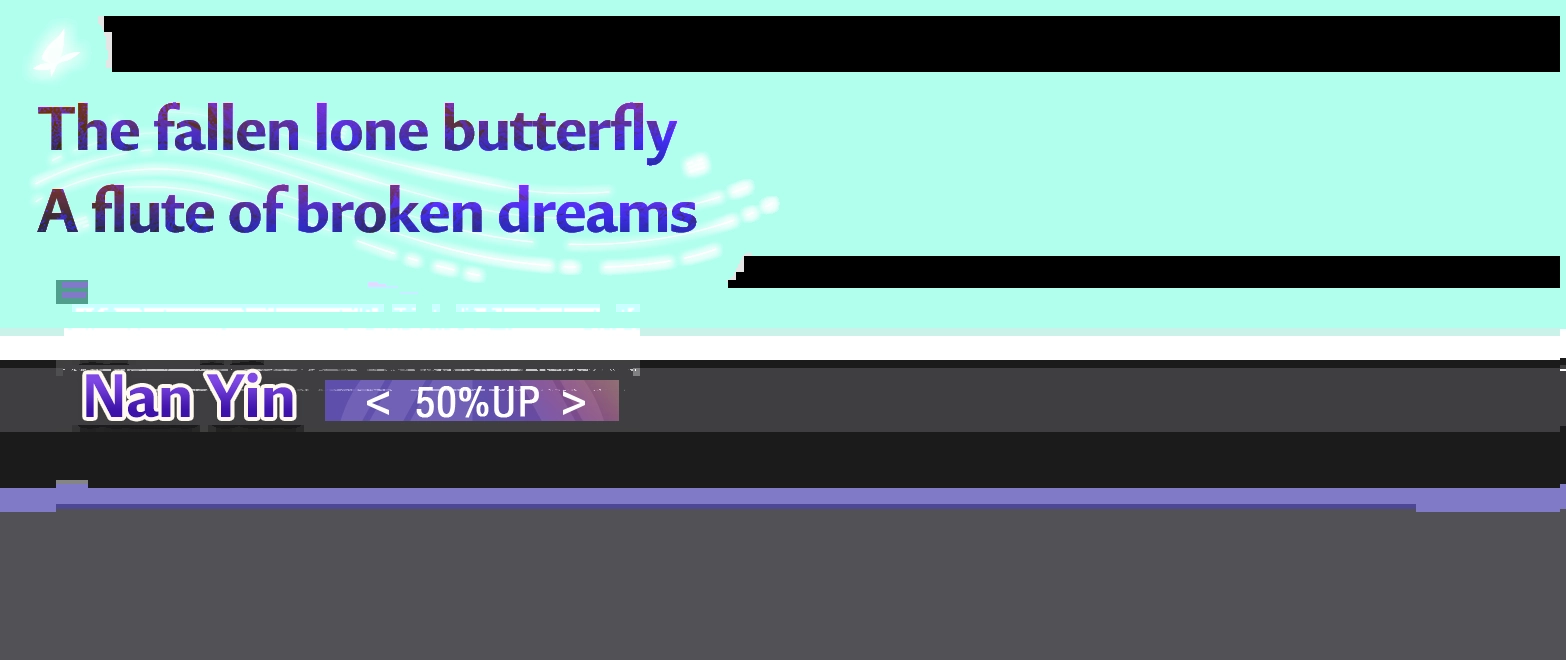 The fallen lone butterfly
A flute of broken dreams
Nan Yin < 50%UP >